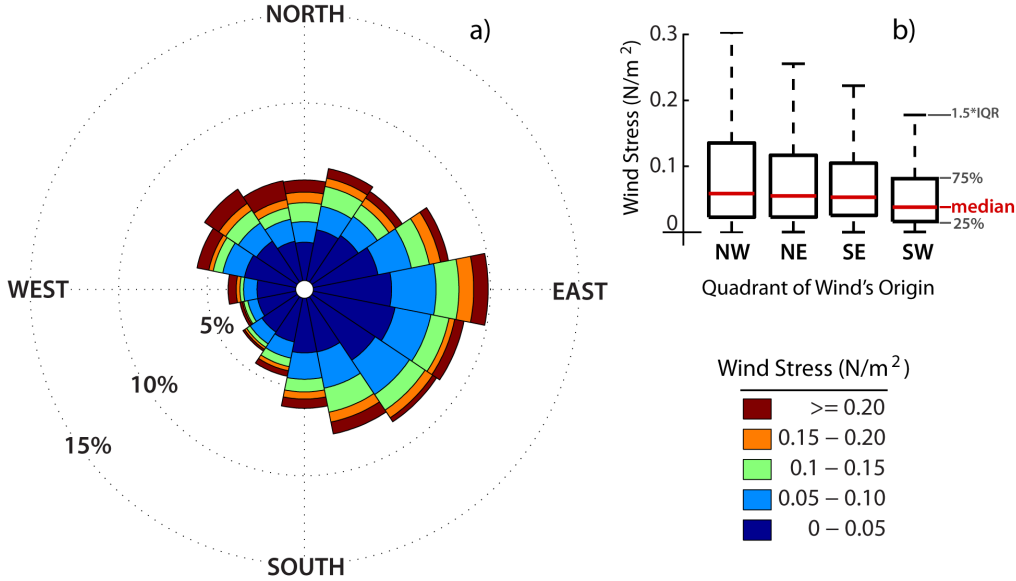 NORTH
a)
WEST
EAST
5%
10%
15%
SOUTH
b)
Wind Stress (N/m²)
0.3
0.2
0.1
0
1.5*IQR
75%
median
25%
NW NE SE SW
Quadrant of Wind's Origin
Wind Stress (N/m²)
>= 0.20
0.15 – 0.20
0.1 – 0.15
0.05 – 0.10
0 – 0.05